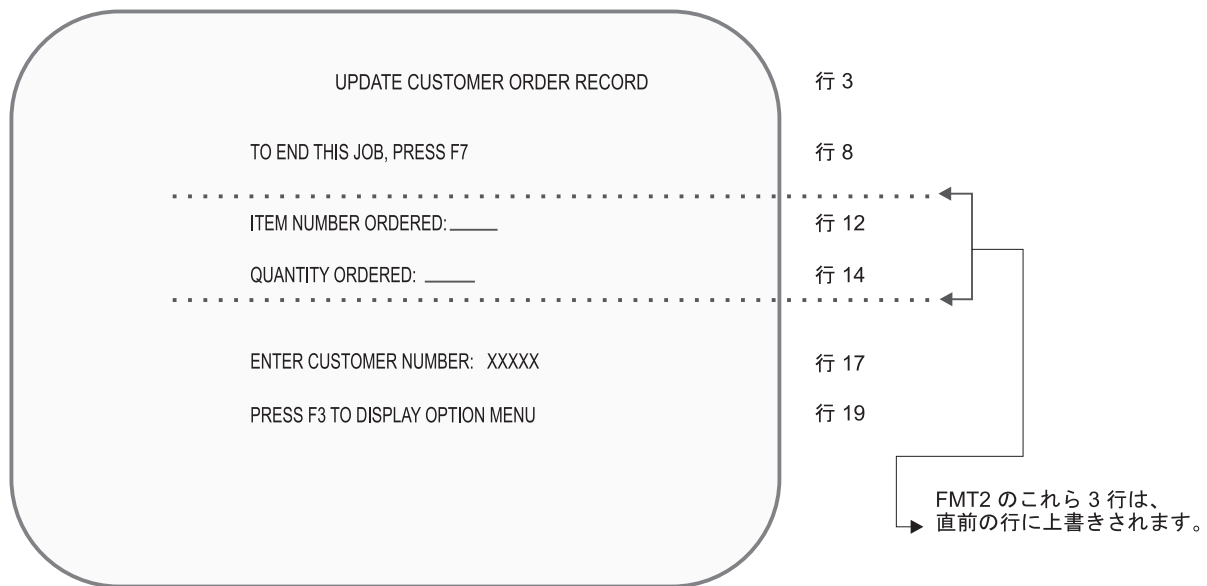 UPDATE CUSTOMER ORDER RECORD 行 3
TO END THIS JOB, PRESS F7 行 8
ITEM NUMBER ORDERED: 行 12
QUANTITY ORDERED: 行 14
ENTER CUSTOMER NUMBER: XXXXX 行 17
PRESS F3 TO DISPLAY OPTION MENU 行 19
FMT2 のこれら 3 行は、
直前の行に上書きされます。